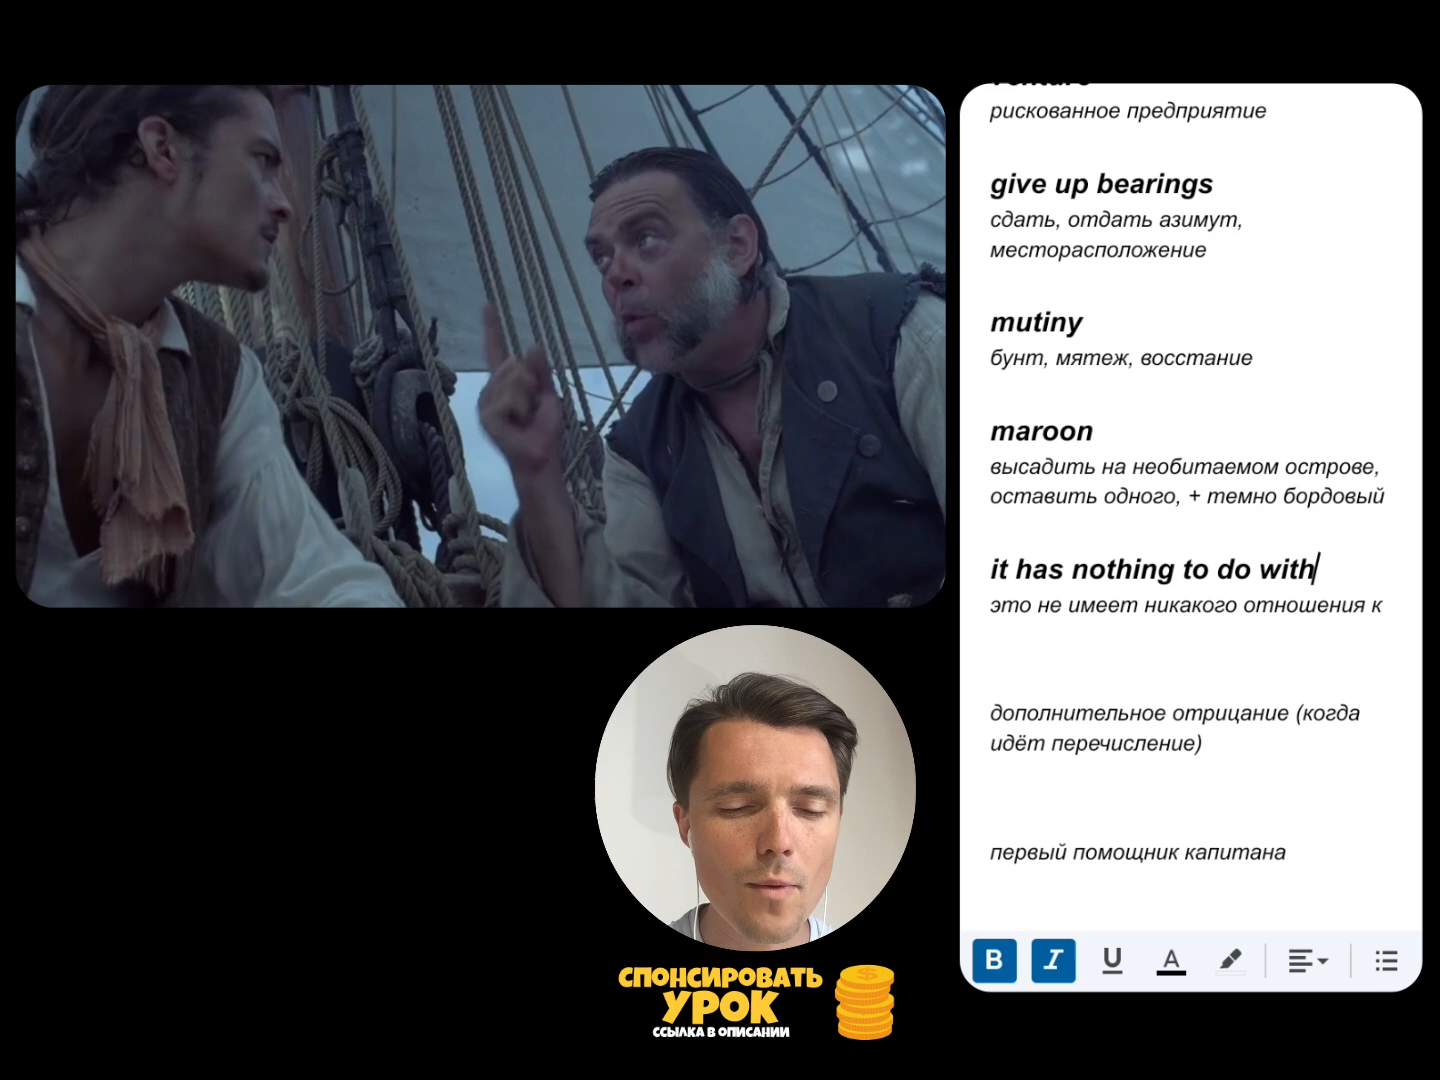 рискованное предприятие
give up bearings
сдать, отдать азимут,
месторасположение
mutiny
бунт, мятеж, восстание
maroon
высадить на необитаемом острове,
оставить одного, + темно бордовый
it has nothing to do with
это не имеет никакого отношения к
дополнительное отрицание (когда
идёт перечисление)
первый помощник капитана
B I U A
СПОНСИРОВАТЬ
УРОК
ССЫЛКА В ОПИСАНИИ